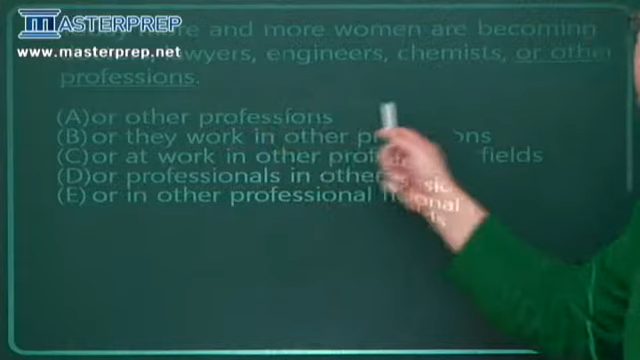 MASTERPREP
www.masterprep.net
and more women are becoming
lawyers, engineers, chemists, or other
professions.
(A) or other professions
(B) or they work in other
(C) or at work in other fields
(D) or professionals in other
(E) or in other professional